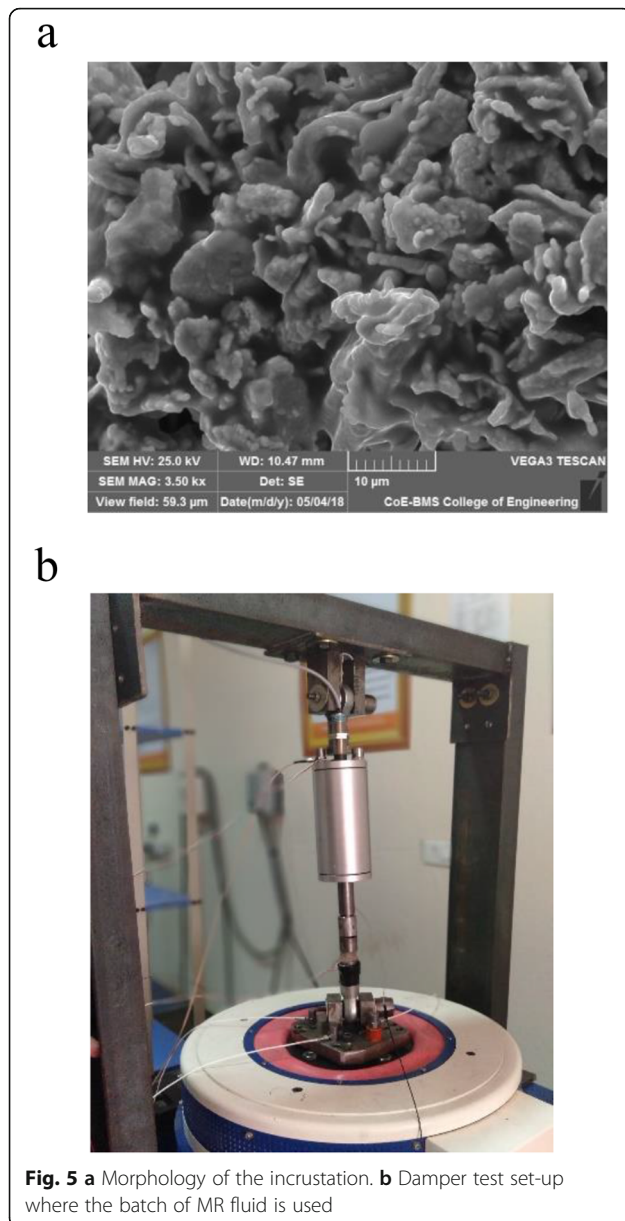 a
SEM HV: 25.0 kV WD: 10.47 mm VEGA3 TESCAN
SEM MAG: 3.50 kx Det: SE 10 µm
View field: 59.3 µm Date(m/d/y): 05/04/18 CoE-BMS College of Engineering
b
Fig. 5 a Morphology of the incrustation. b Damper test set-up
where the batch of MR fluid is used